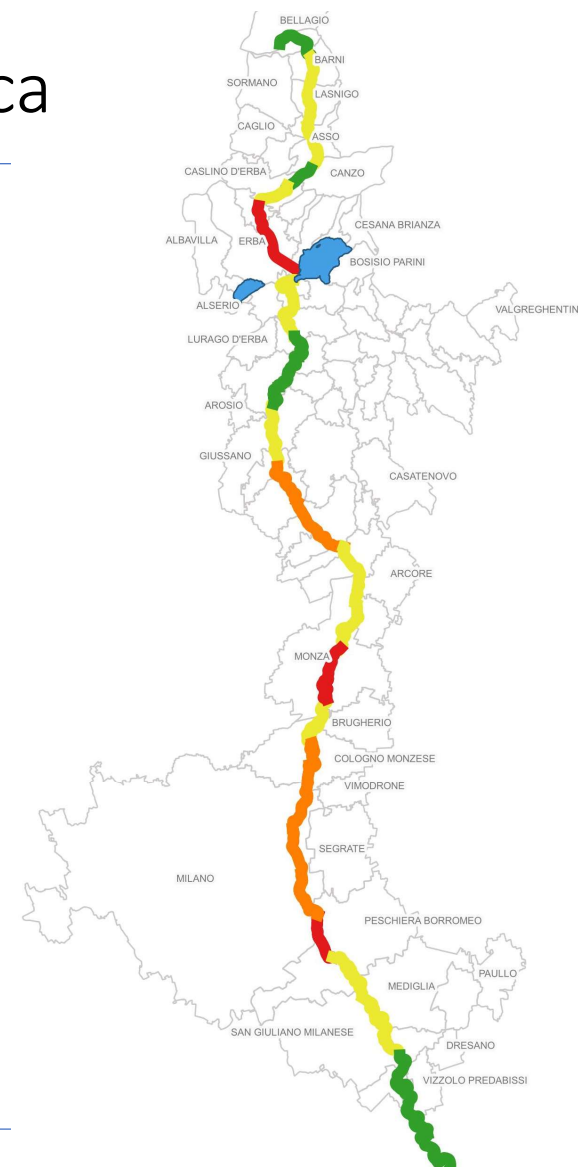 ca
BELLAGIO
BARNI
SORMANO
LASNIGO
CAGLIO
ASSO
CASLINO D'ERBA
CANZO
CESANA BRIANZA
ALBAVILLA
ERBA
BOSISIO PARINI
ALSERIO
VALGREGHENTIN
LURAGO D'ERBA
AROSIO
GIUSSANO
CASATENOVO
ARCORE
MONZA
BRUGHERIO
COLOGNO MONZESE
VIMODRONE
SEGRATE
MILANO
PESCHIERA BORROMEO
PAULLO
MEDIGLIA
SAN GIULIANO MILANESE
DRESANO
VIZZOLO PREDABISSI